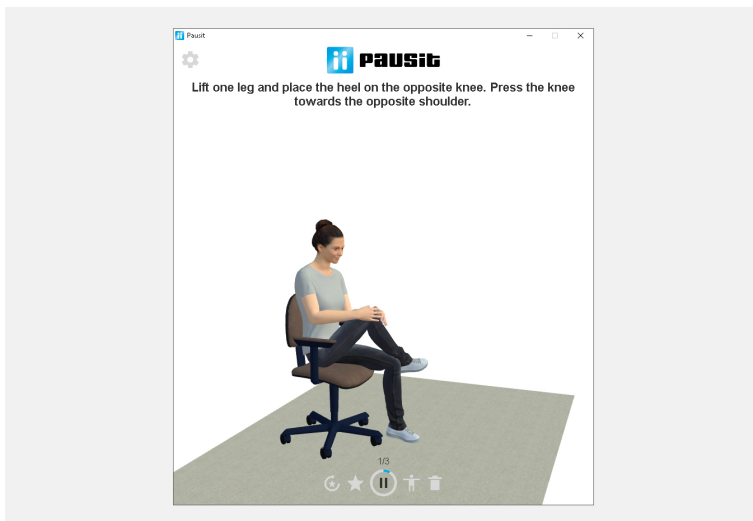 Pausit
Pausit
Lift one leg and place the heel on the opposite knee. Press the knee
towards the opposite shoulder.
1/3